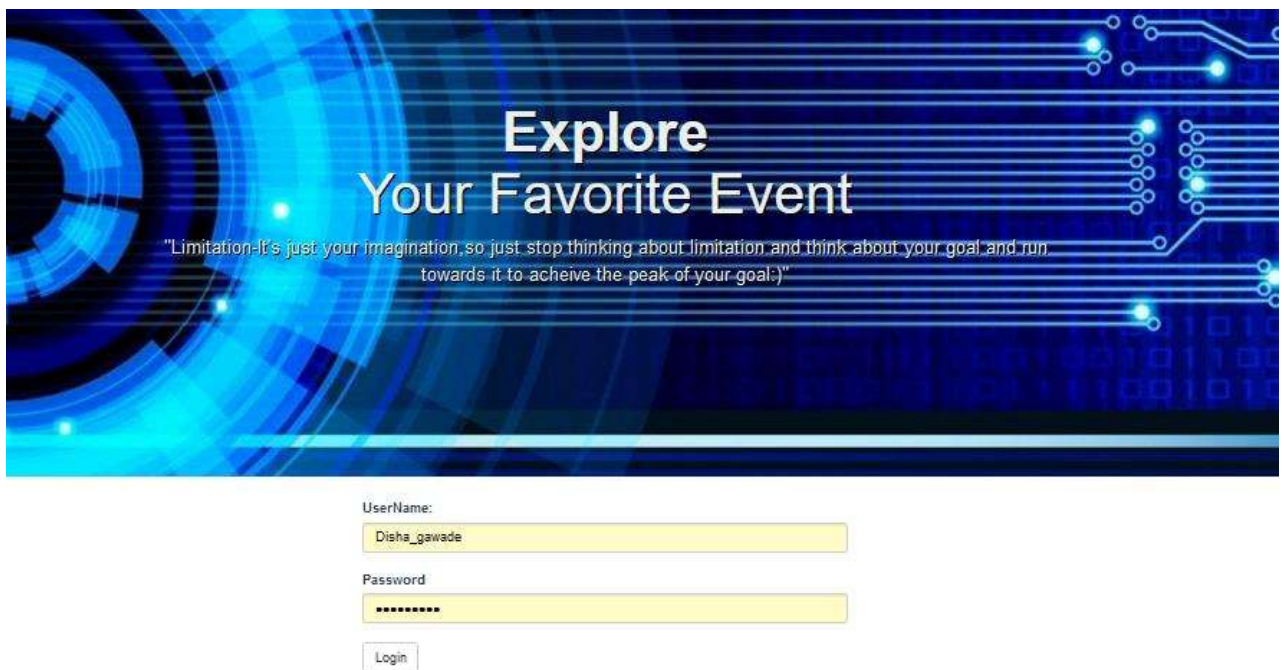 Explore
Your Favorite Event
"Limitation-It's just your imagination,so just stop thinking about limitation and think about your goal and run
towards it to acheive the peak of your goal:)"
UserName:
Disha_gawade
Password
•••••••••
Login